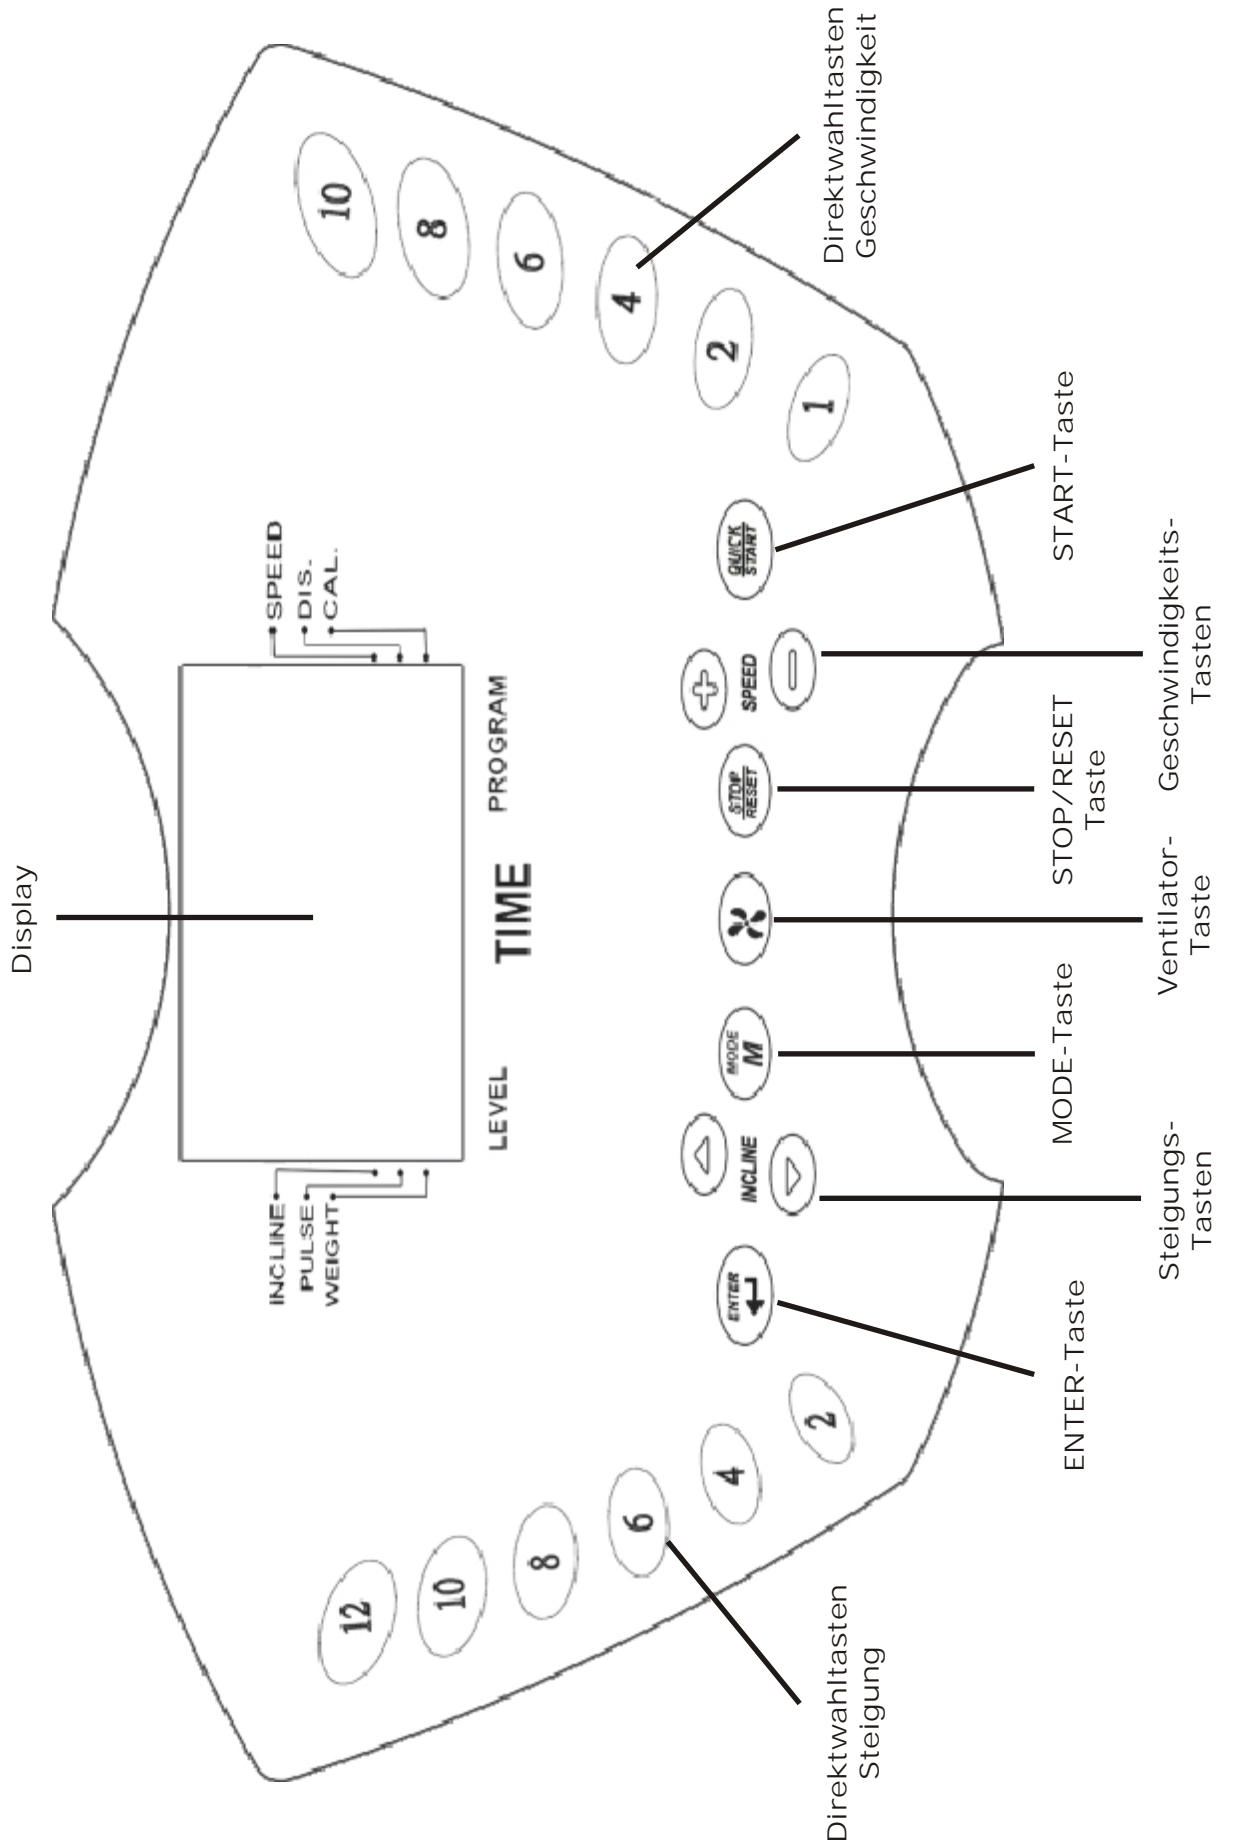 Display
INCLINE
PULSE
WEIGHT
SPEED
DIS.
CAL.
LEVEL
TIME
PROGRAM
12
10
8
6
4
2
10
8
6
4
2
1
ENTER
INCLINE
MODE
M
STOP
RESET
+
SPEED
−
QUICK
START
Direktwahltasten
Steigung
ENTER-Taste
Steigungs-
Tasten
MODE-Taste
Ventilator-
Taste
STOP/RESET
Taste
Geschwindigkeits-
Tasten
START-Taste
Direktwahltasten
Geschwindigkeit